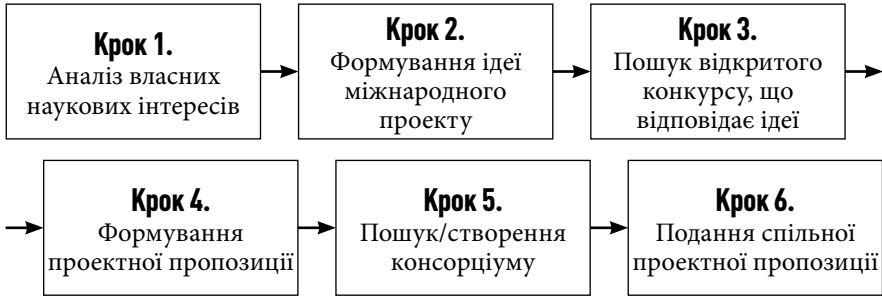 Крок 1.
Аналіз власних
наукових інтересів
Крок 2.
Формування ідеї
міжнародного
проекту
Крок 3.
Пошук відкритого
конкурсу, що
відповідає ідеї
Крок 4.
Формування
проектної пропозиції
Крок 5.
Пошук/створення
консорціуму
Крок 6.
Подання спільної
проектної пропозиції